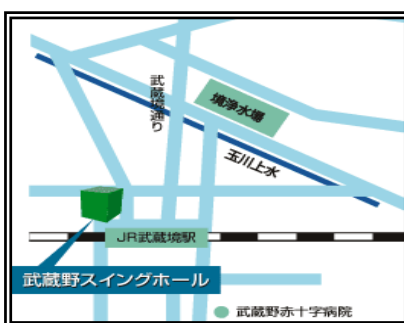 武蔵境通り
境浄水場
玉川上水
JR武蔵境駅
武蔵野スイングホール
武蔵野赤十字病院